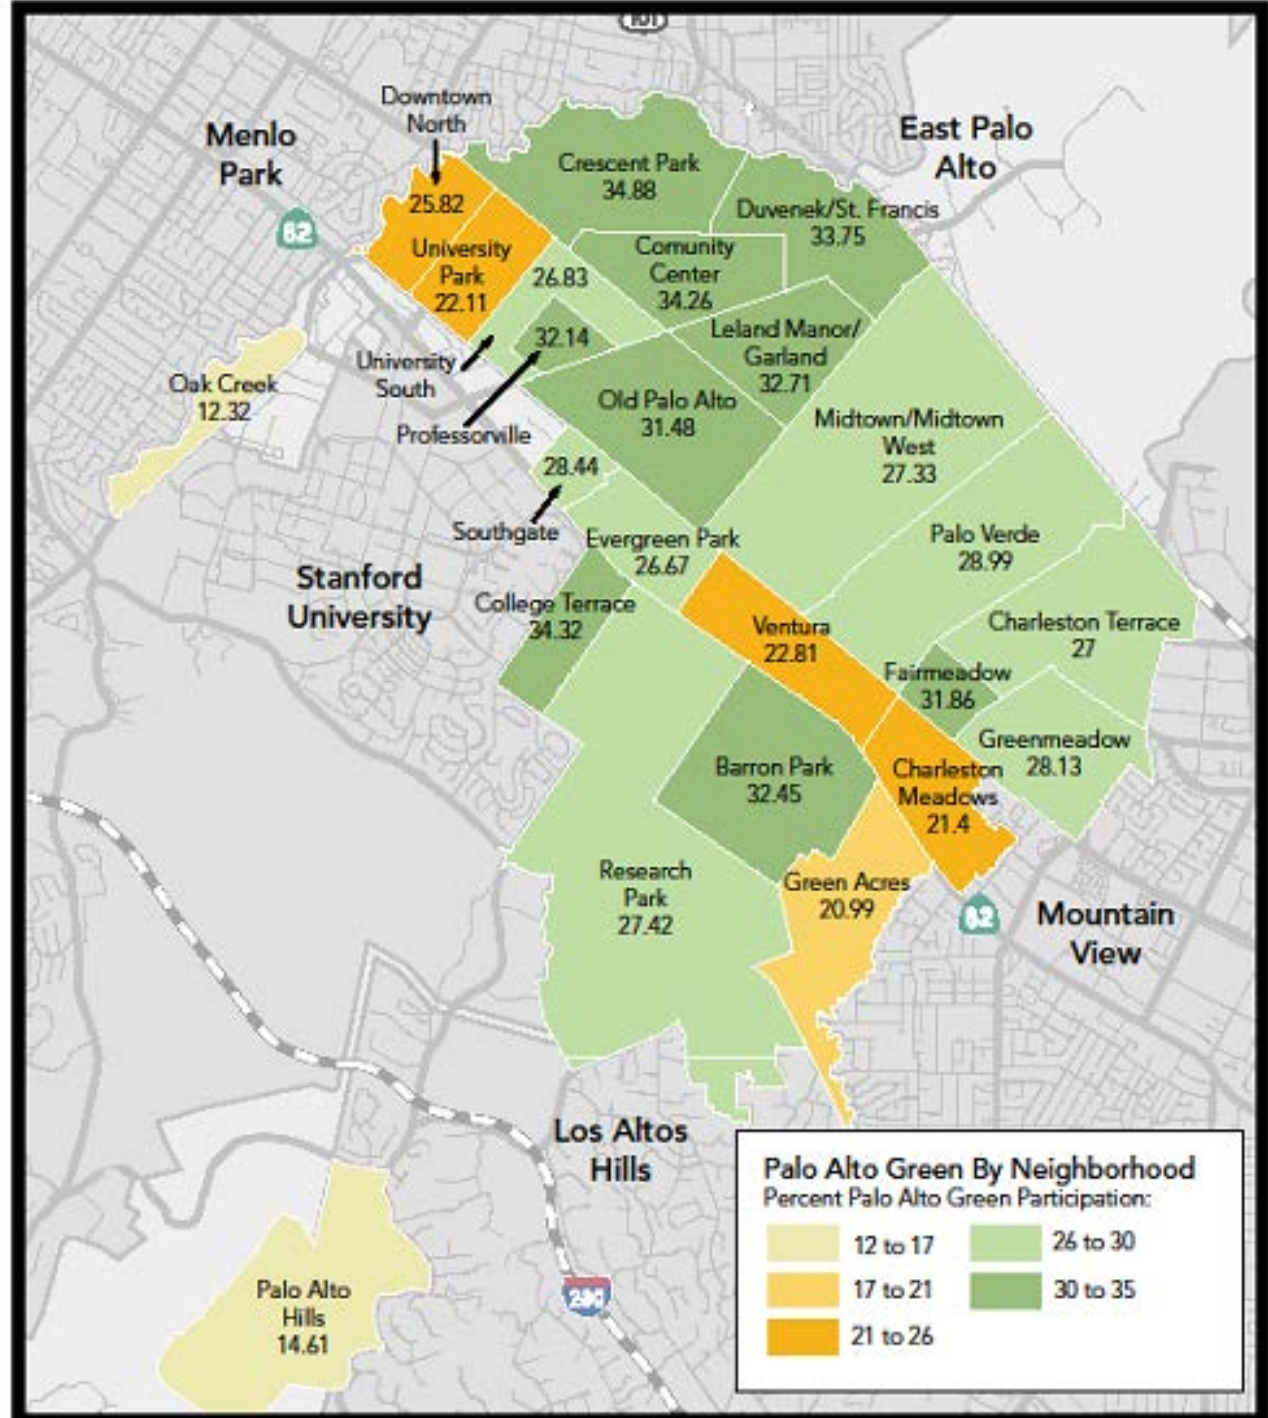 101
Downtown
North
Menlo
Park
East Palo
Alto
Crescent Park
34.88
25.82
Duvenek/St. Francis
33.75
82
University
Park
22.11
26.83
Comunity
Center
34.26
32.14
Leland Manor/
Garland
32.71
University
South
Oak Creek
12.32
Old Palo Alto
31.48
Midtown/Midtown
West
27.33
Professorville
28.44
Southgate
Evergreen Park
26.67
Palo Verde
28.99
Stanford
University
College Terrace
34.32
Ventura
22.81
Charleston Terrace
27
Fairmeadow
31.86
Greenmeadow
28.13
Barron Park
32.45
Charleston
Meadows
21.4
Research
Park
27.42
Green Acres
20.99
82
Mountain
View
Los Altos
Hills
Palo Alto
Hills
14.61
280
Palo Alto Green By Neighborhood
Percent Palo Alto Green Participation:
12 to 17
26 to 30
17 to 21
30 to 35
21 to 26